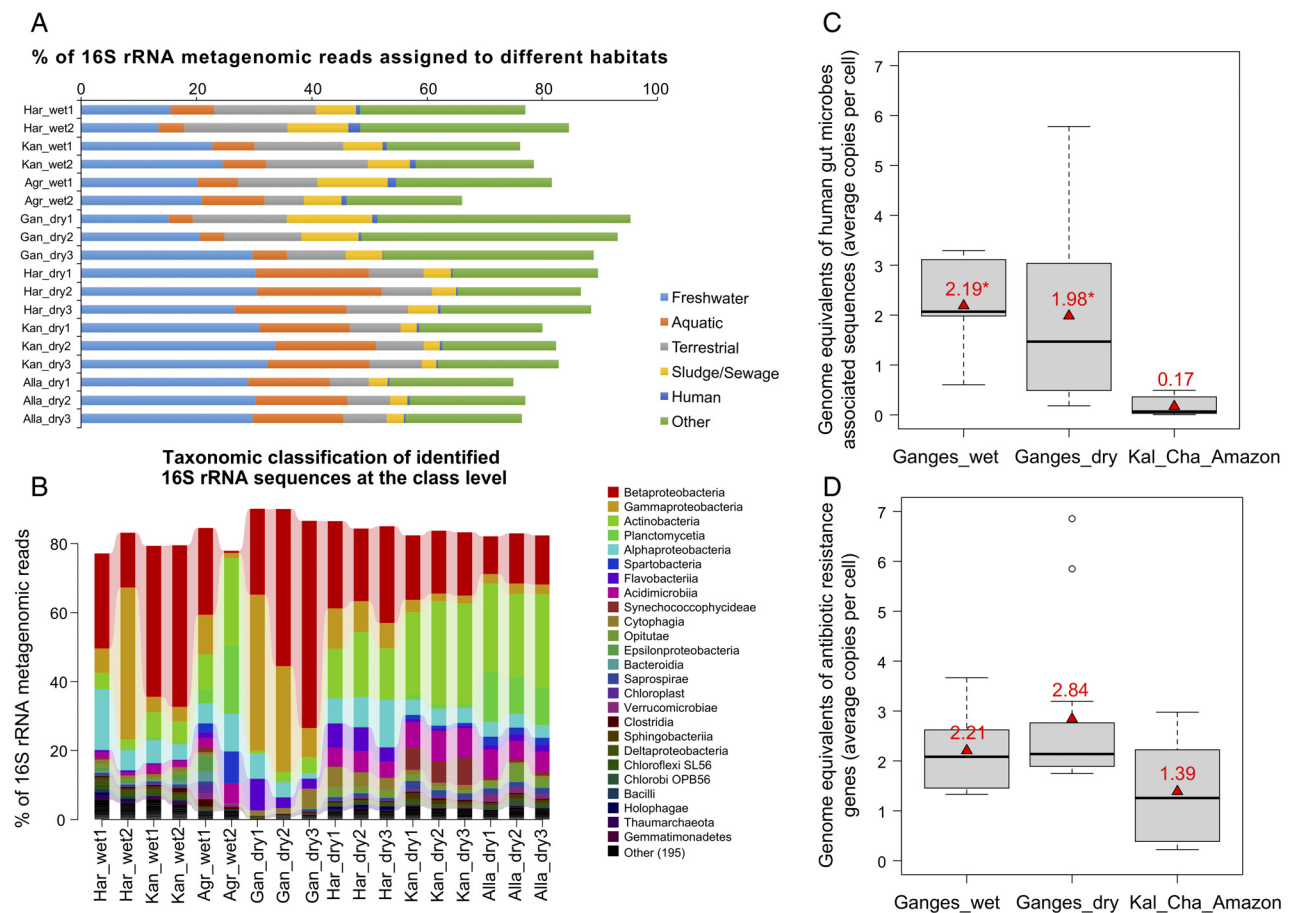 A
% of 16S rRNA metagenomic reads assigned to different habitats
0 20 40 60 80 100
Har_wet1
Har_wet2
Kan_wet1
Kan_wet2
Agr_wet1
Agr_wet2
Gan_dry1
Gan_dry2
Gan_dry3
Har_dry1
Har_dry2
Har_dry3
Kan_dry1
Kan_dry2
Kan_dry3
Alla_dry1
Alla_dry2
Alla_dry3
Freshwater
Aquatic
Terrestrial
Sludge/Sewage
Human
Other
B
Taxonomic classification of identified
16S rRNA sequences at the class level
% of 16S rRNA metagenomic reads
80
60
40
20
0
Har_wet1
Har_wet2
Kan_wet1
Kan_wet2
Agr_wet1
Agr_wet2
Gan_dry1
Gan_dry2
Gan_dry3
Har_dry1
Har_dry2
Har_dry3
Kan_dry1
Kan_dry2
Kan_dry3
Alla_dry1
Alla_dry2
Alla_dry3
Betaproteobacteria
Gammaproteobacteria
Actinobacteria
Planctomycetia
Alphaproteobacteria
Spartobacteria
Flavobacteriia
Acidimicrobiia
Synechococcophycideae
Cytophagia
Opitutae
Epsilonproteobacteria
Bacteroidia
Saprospirae
Chloroplast
Verrucomicrobiae
Clostridia
Sphingobacteriia
Deltaproteobacteria
Chloroflexi SL56
Chlorobi OPB56
Bacilli
Holophagae
Thaumarchaeota
Gemmatimonadetes
Other (195)
C
Genome equivalents of human gut microbes
associated sequences (average copies per cell)
7
6
5
4
3
2
1
0
2.19*
1.98*
0.17
Ganges_wet Ganges_dry Kal_Cha_Amazon
D
Genome equivalents of antibiotic resistance
genes (average copies per cell)
7
6
5
4
3
2
1
0
2.21
2.84
1.39
Ganges_wet Ganges_dry Kal_Cha_Amazon